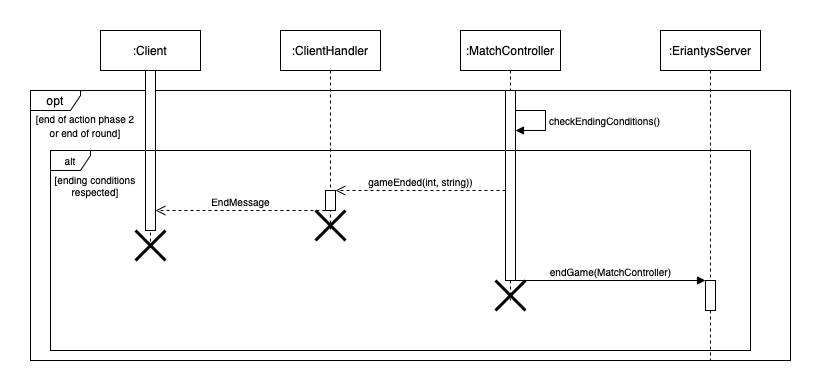 :Client
:ClientHandler
:MatchController
:EriantysServer
opt
[end of action phase 2
or end of round]
checkEndingConditions()
alt
[ending conditions
respected]
gameEnded(int, string))
EndMessage
endGame(MatchController)